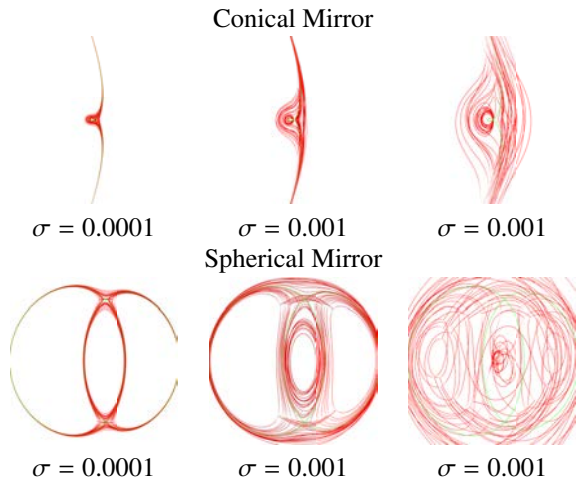 Conical Mirror
σ = 0.0001 σ = 0.001 σ = 0.001
Spherical Mirror
σ = 0.0001 σ = 0.001 σ = 0.001